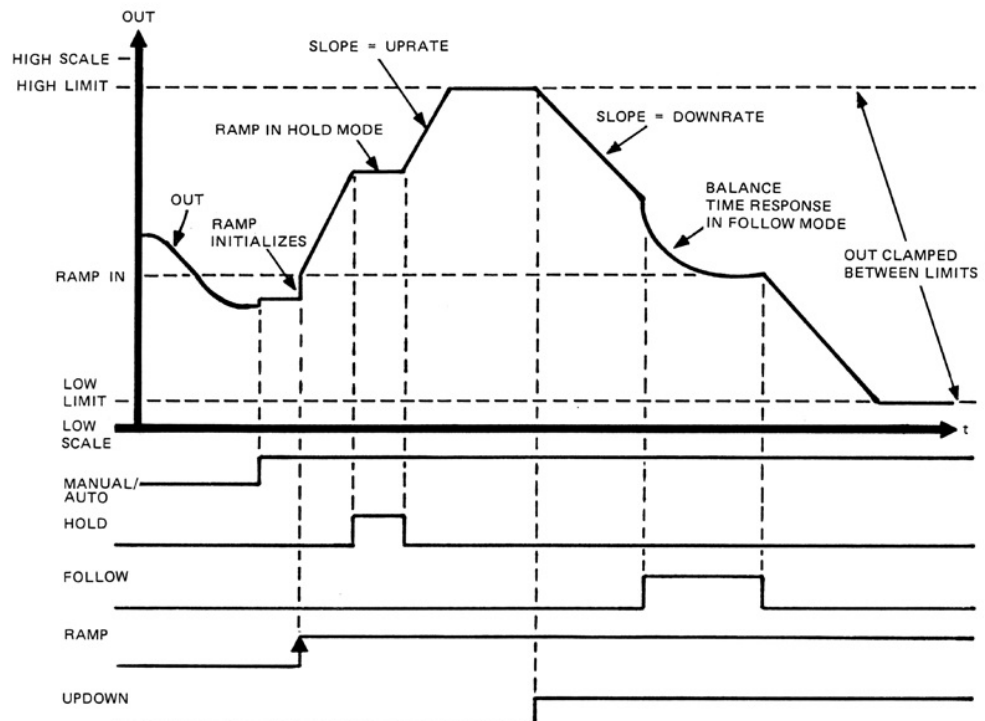 OUT
HIGH SCALE
HIGH LIMIT
SLOPE = UPRATE
RAMP IN HOLD MODE
SLOPE = DOWNRATE
OUT
RAMP
INITIALIZES
BALANCE
TIME RESPONSE
IN FOLLOW MODE
RAMP IN
OUT CLAMPED
BETWEEN LIMITS
LOW
LIMIT
LOW
SCALE
t
MANUAL/
AUTO
HOLD
FOLLOW
RAMP
UPDOWN